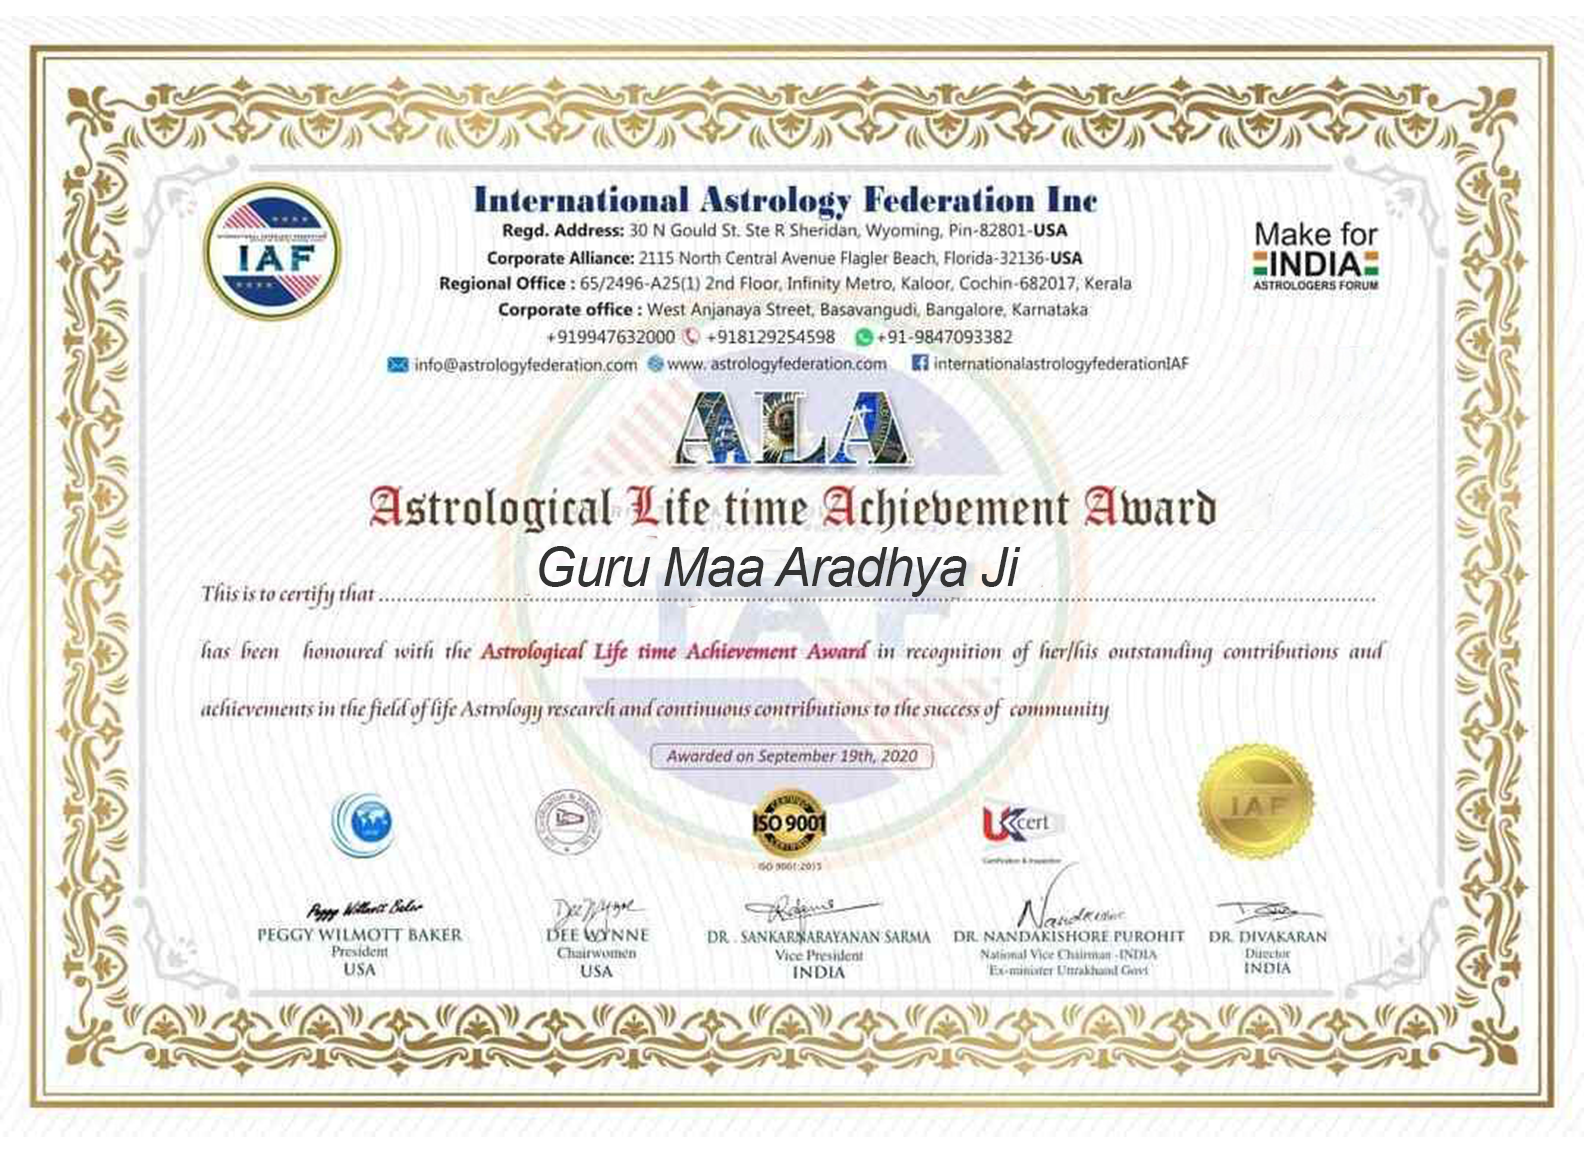 International Astrology Federation Inc
Regd. Address: 30 N Gould St. Ste R Sheridan, Wyoming, Pin-82801-USA
Corporate Alliance: 2115 North Central Avenue Flagler Beach, Florida-32136-USA
Regional Office : 65/2496-A25(1) 2nd Floor, Infinity Metro, Kaloor, Cochin-682017, Kerala
Corporate office : West Anjanaya Street, Basavangudi, Bangalore, Karnataka
+919947632000 +918129254598 +91-9847093382
info@astrologyfederation.com www. astrologyfederation.com internationalastrologyfederationIAF
IAF
Make for
INDIA
ASTROLOGERS FORUM
ALA
Astrological Life time Achievement Award
Guru Maa Aradhya Ji
This is to certify that
has been honoured with the Astrological Life time Achievement Award in recognition of her/his outstanding contributions and
achievements in the field of life Astrology research and continuous contributions to the success of community
Awarded on September 19th, 2020
CERTIFIED
ISO 9001
CERTIFIED
ISO 9001:2015
UKcert
Certification & Inspection
IAF
Peggy Wilmott Baker
PEGGY WILMOTT BAKER
President
USA
Dee Wynne
DEE WYNNE
Chairwomen
USA
DR . SANKARNARAYANAN SARMA
Vice President
INDIA
Nandkishore
DR. NANDAKISHORE PUROHIT
National Vice Chairman -INDIA
Ex-minister Uttrakhand Govt
DR. DIVAKARAN
Director
INDIA